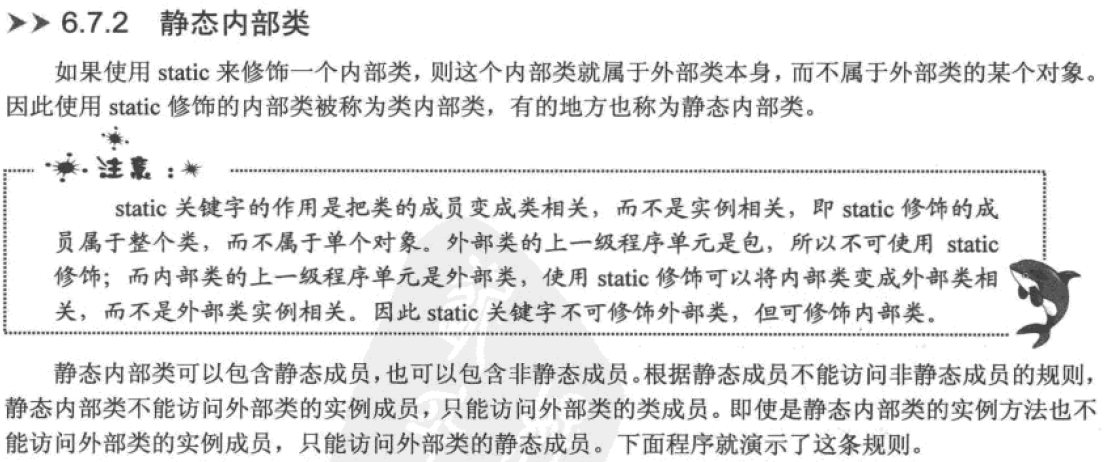 ➤➤ 6.7.2 静态内部类
如果使用 static 来修饰一个内部类，则这个内部类就属于外部类本身，而不属于外部类的某个对象。
因此使用 static 修饰的内部类被称为类内部类，有的地方也称为静态内部类。
注意：
static 关键字的作用是把类的成员变成类相关，而不是实例相关，即 static 修饰的成
员属于整个类，而不属于单个对象。外部类的上一级程序单元是包，所以不可使用 static
修饰；而内部类的上一级程序单元是外部类，使用 static 修饰可以将内部类变成外部类相
关，而不是外部类实例相关。因此 static 关键字不可修饰外部类，但可修饰内部类。
静态内部类可以包含静态成员，也可以包含非静态成员。根据静态成员不能访问非静态成员的规则，
静态内部类不能访问外部类的实例成员，只能访问外部类的类成员。即使是静态内部类的实例方法也不
能访问外部类的实例成员，只能访问外部类的静态成员。下面程序就演示了这条规则。